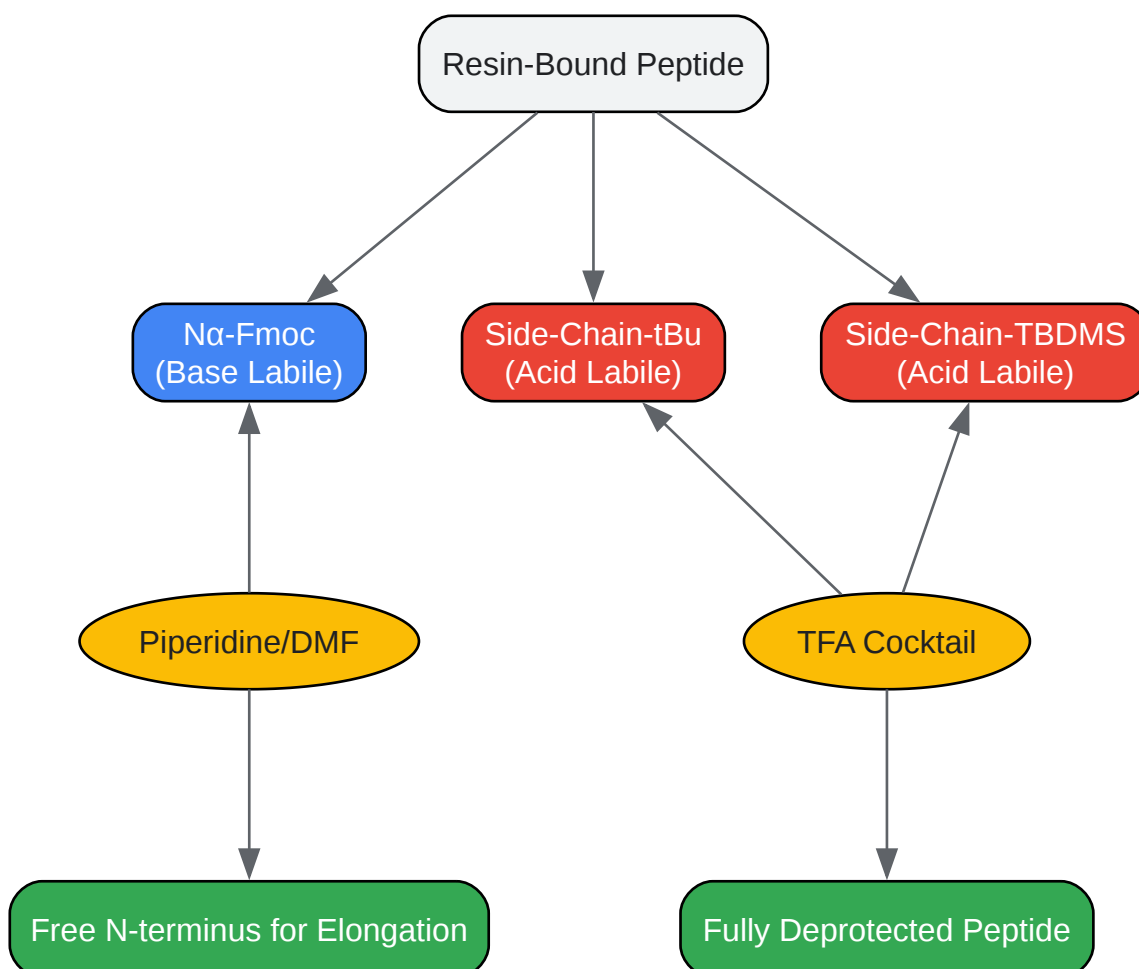 Resin-Bound Peptide
Nα-Fmoc
(Base Labile)
Side-Chain-tBu
(Acid Labile)
Side-Chain-TBDMS
(Acid Labile)
Piperidine/DMF
TFA Cocktail
Free N-terminus for Elongation
Fully Deprotected Peptide